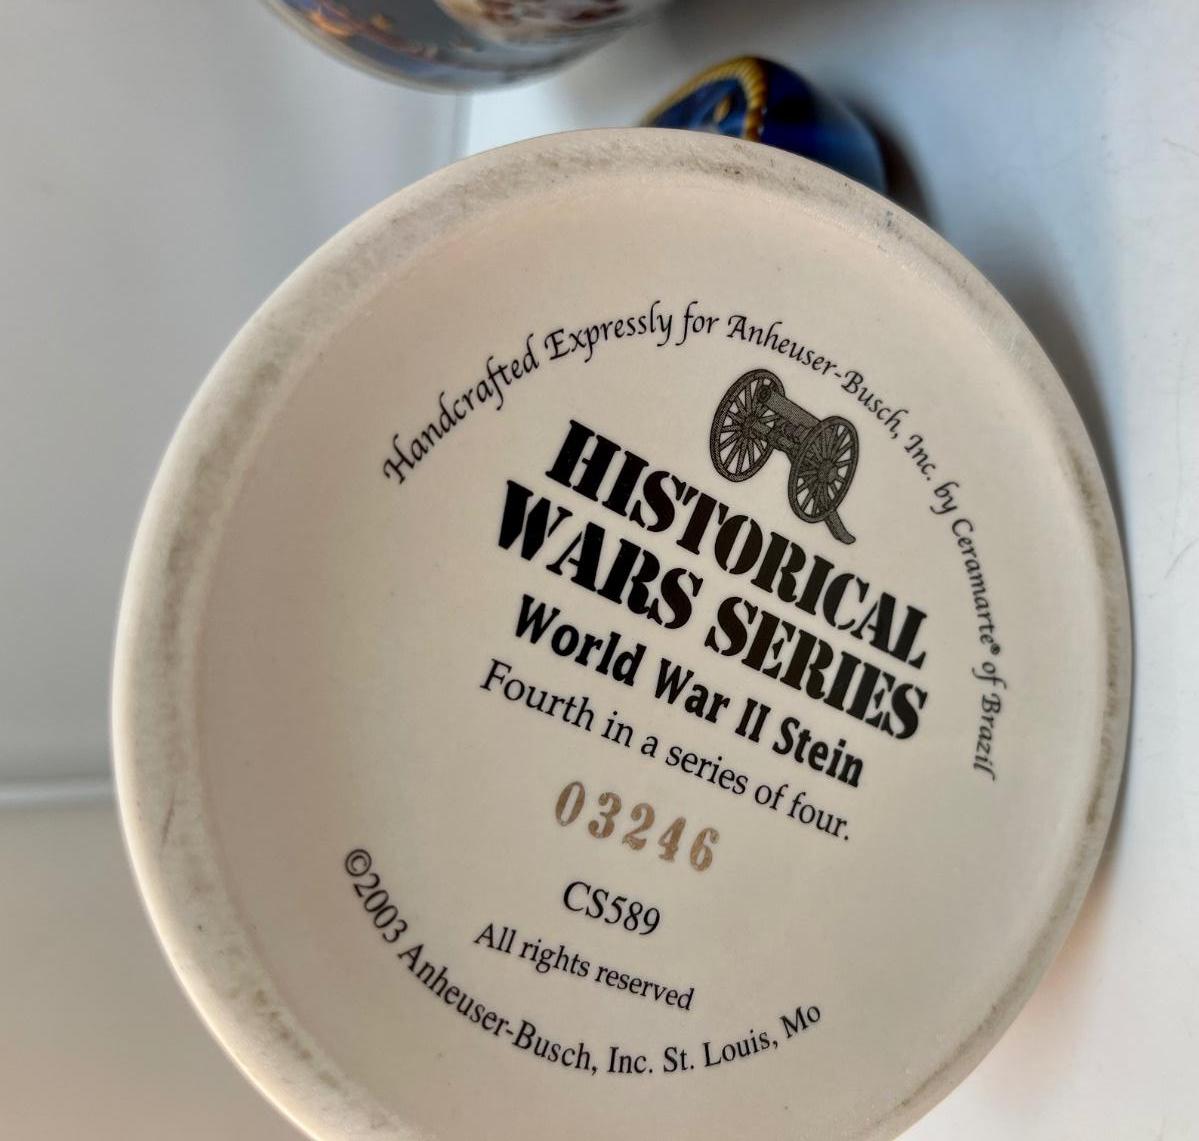 Handcrafted Expressly for Anheuser-Busch, Inc. by Ceramarte® of Brazil
HISTORICAL
WARS SERIES
World War II Stein
Fourth in a series of four.
03246
CS589
All rights reserved
©2003 Anheuser-Busch, Inc. St. Louis, Mo